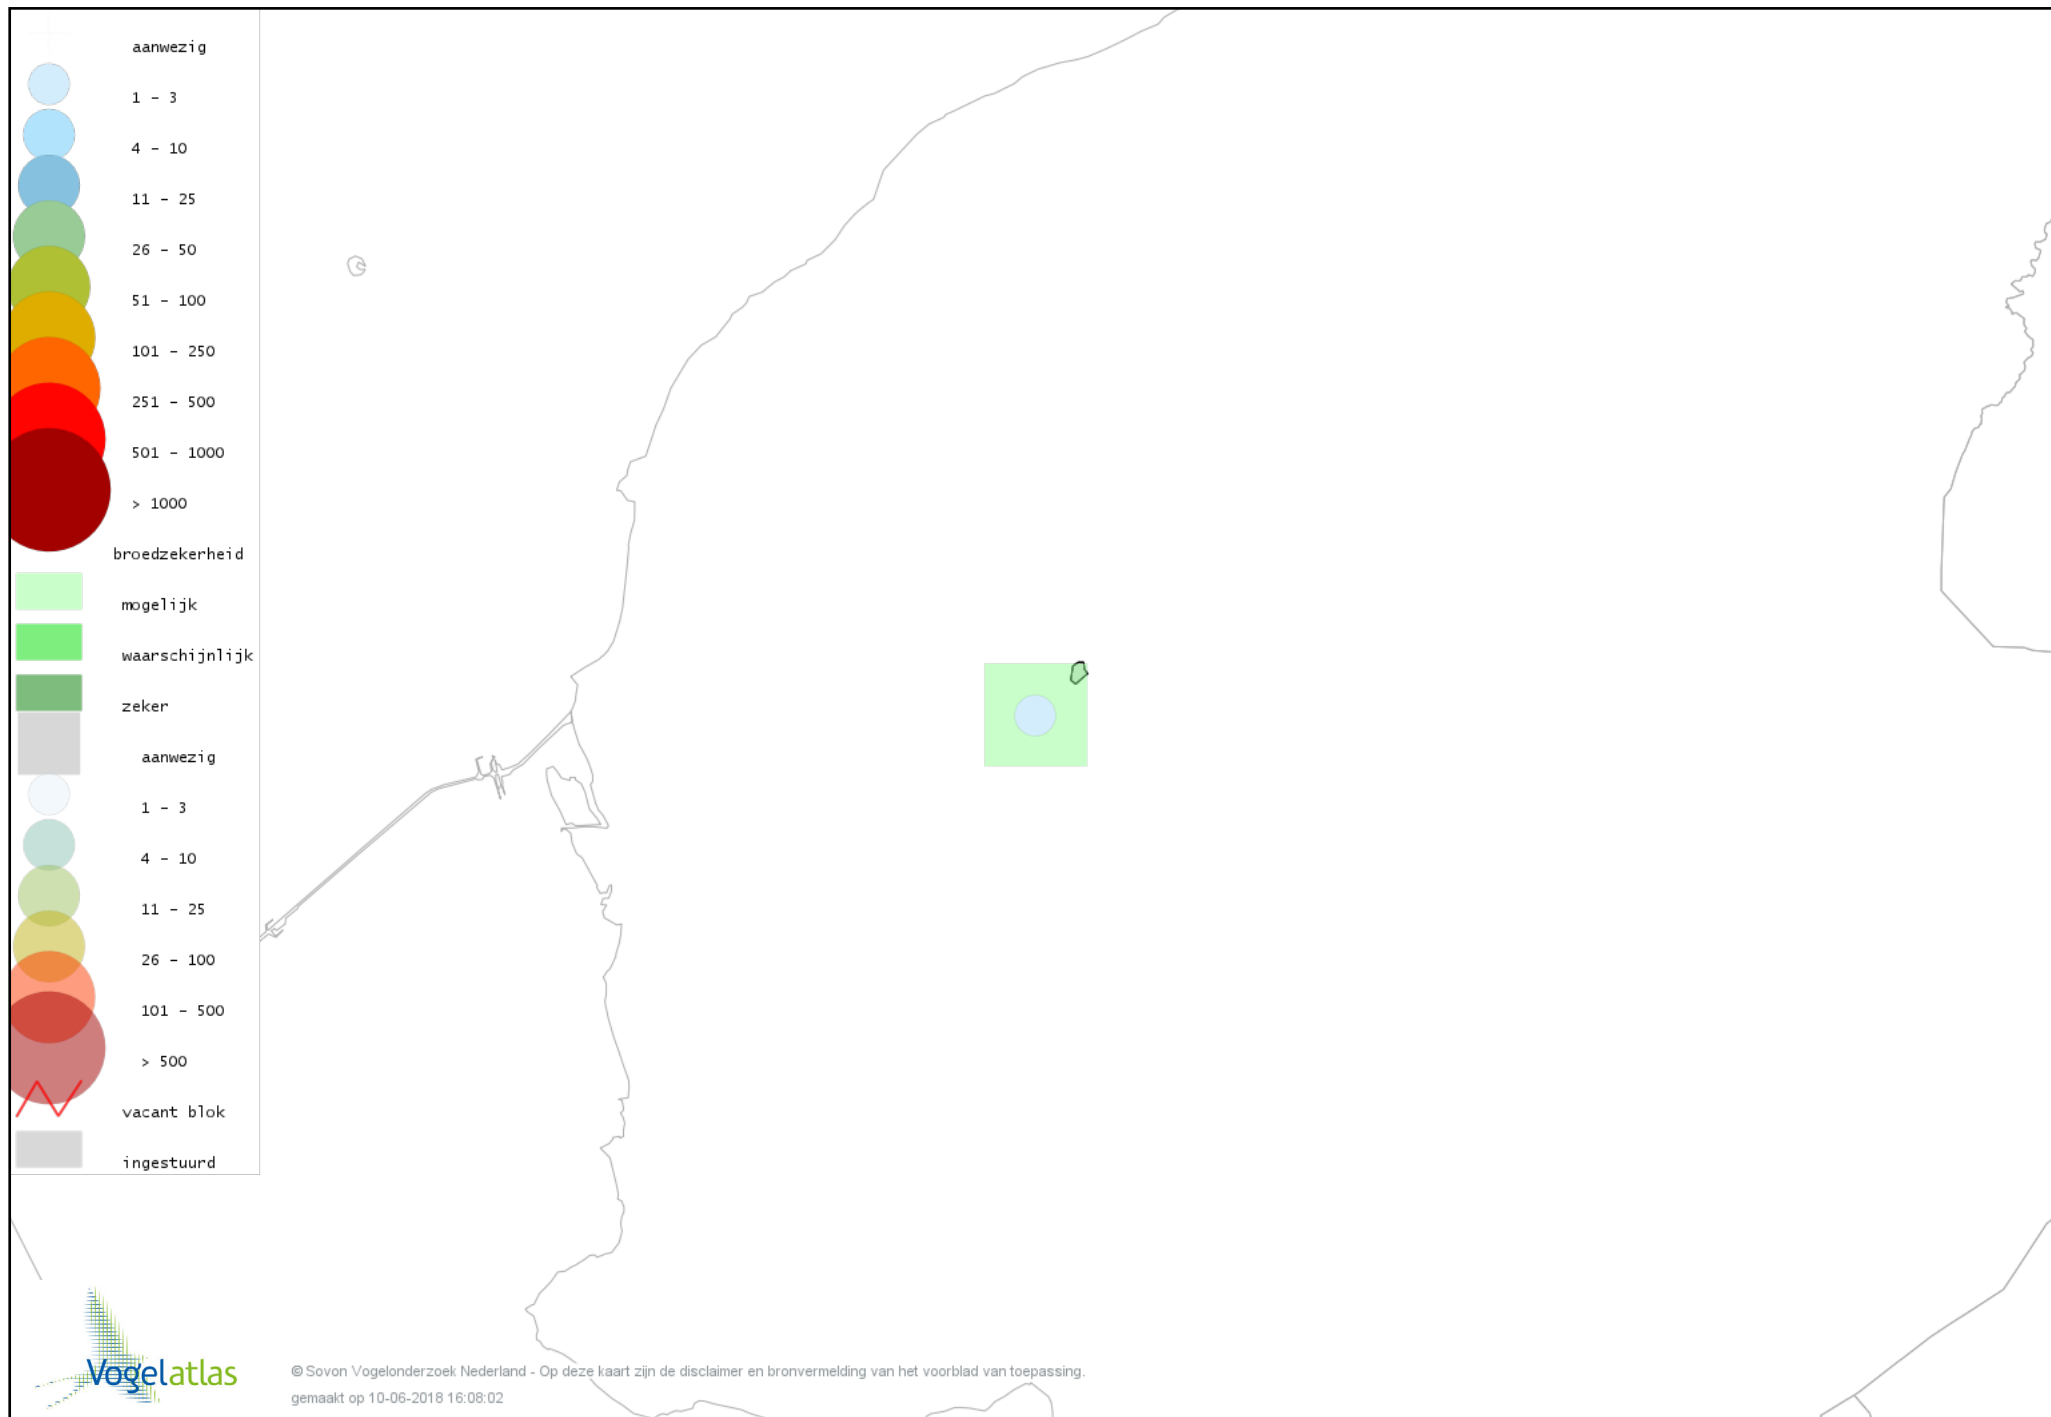 aanwezig
1 - 3
4 - 10
11 - 25
26 - 50
51 - 100
101 - 250
251 - 500
501 - 1000
> 1000
broedzekerheid
mogelijk
waarschijnlijk
zeker
aanwezig
1 - 3
4 - 10
11 - 25
26 - 100
101 - 500
> 500
vacant blok
ingestuurd
Vogelatlas
© Sovon Vogelonderzoek Nederland - Op deze kaart zijn de disclaimer en bronvermelding van het voorblad van toepassing.
gemaakt op 10-06-2018 16:08:02